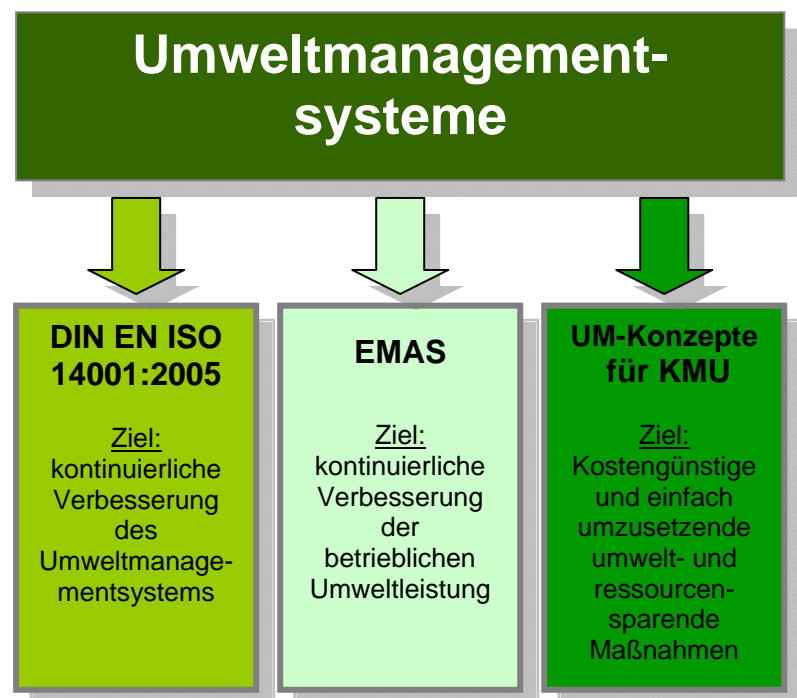 Umweltmanagement-
systeme
DIN EN ISO
14001:2005
Ziel:
kontinuierliche
Verbesserung
des
Umweltmanage-
mentsystems
EMAS
Ziel:
kontinuierliche
Verbesserung
der
betrieblichen
Umweltleistung
UM-Konzepte
für KMU
Ziel:
Kostengünstige
und einfach
umzusetzende
umwelt- und
ressourcen-
sparende
Maßnahmen